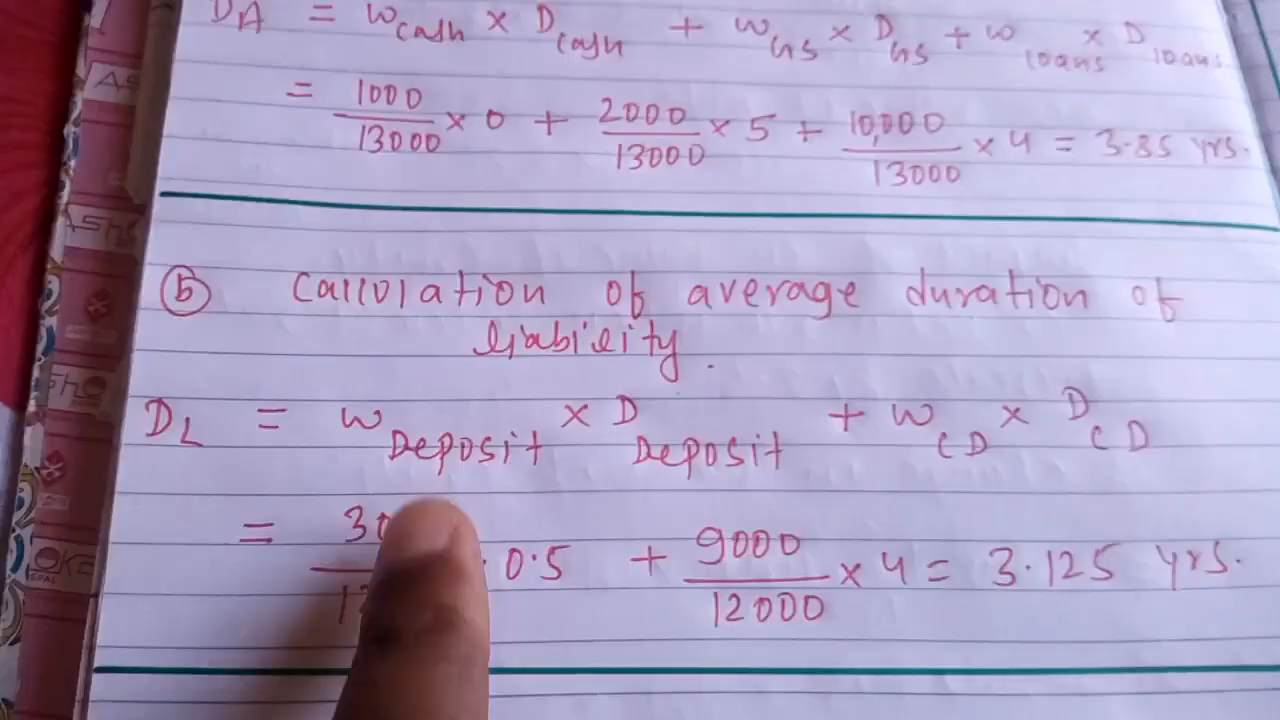 DA = Wcash × Dcash + WGS × DGS + Wloans × Dloans
= 1000/13000 × 0 + 2000/13000 × 5 + 10,000/13000 × 4 = 3.85 yrs.
(5) Calculation of average duration of
liability.
DL = WDeposit × DDeposit + WCD × DCD
= 0.5 + 9000/12000 × 4 = 3.125 yrs.